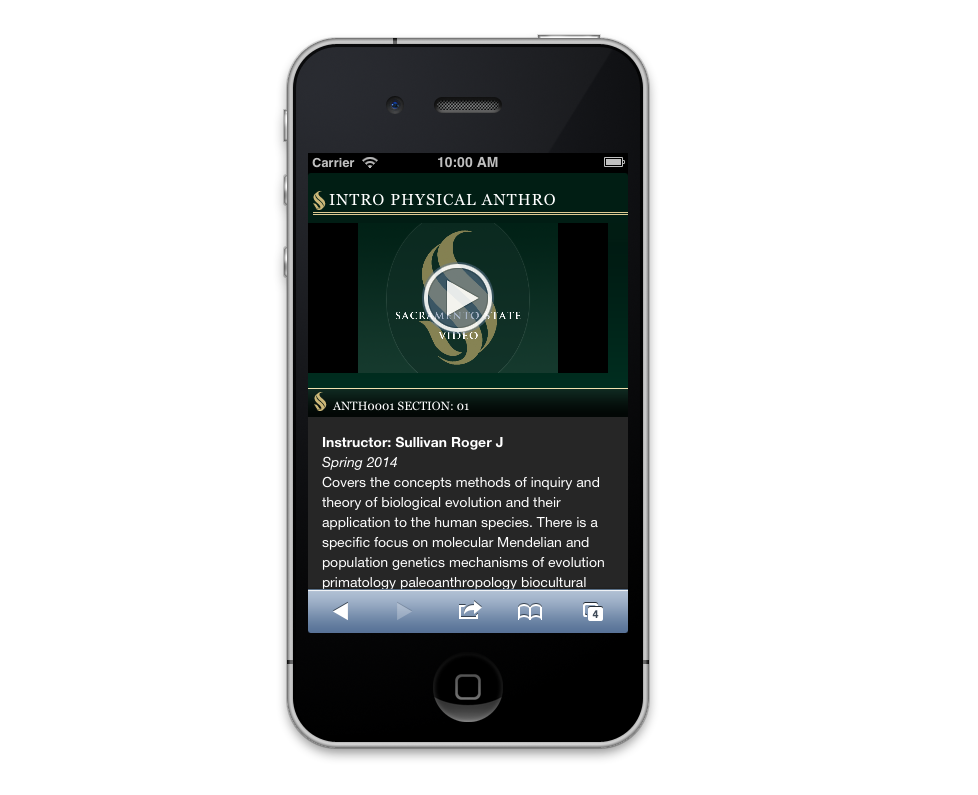 Carrier 10:00 AM
INTRO PHYSICAL ANTHRO
SACRAMENTO STATE
VIDEO
ANTH0001 SECTION: 01
Instructor: Sullivan Roger J
Spring 2014
Covers the concepts methods of inquiry and
theory of biological evolution and their
application to the human species. There is a
specific focus on molecular Mendelian and
population genetics mechanisms of evolution
primatology paleoanthropology biocultural
4